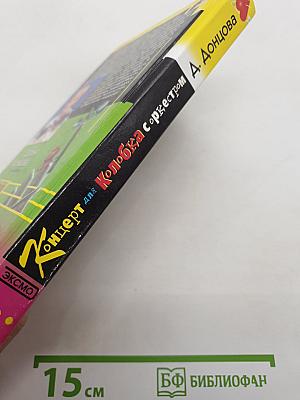 Д. Донцова
Концерт для Колобка с оркестром
ЭКСМО
15 см
БФ БИБЛИОФАН